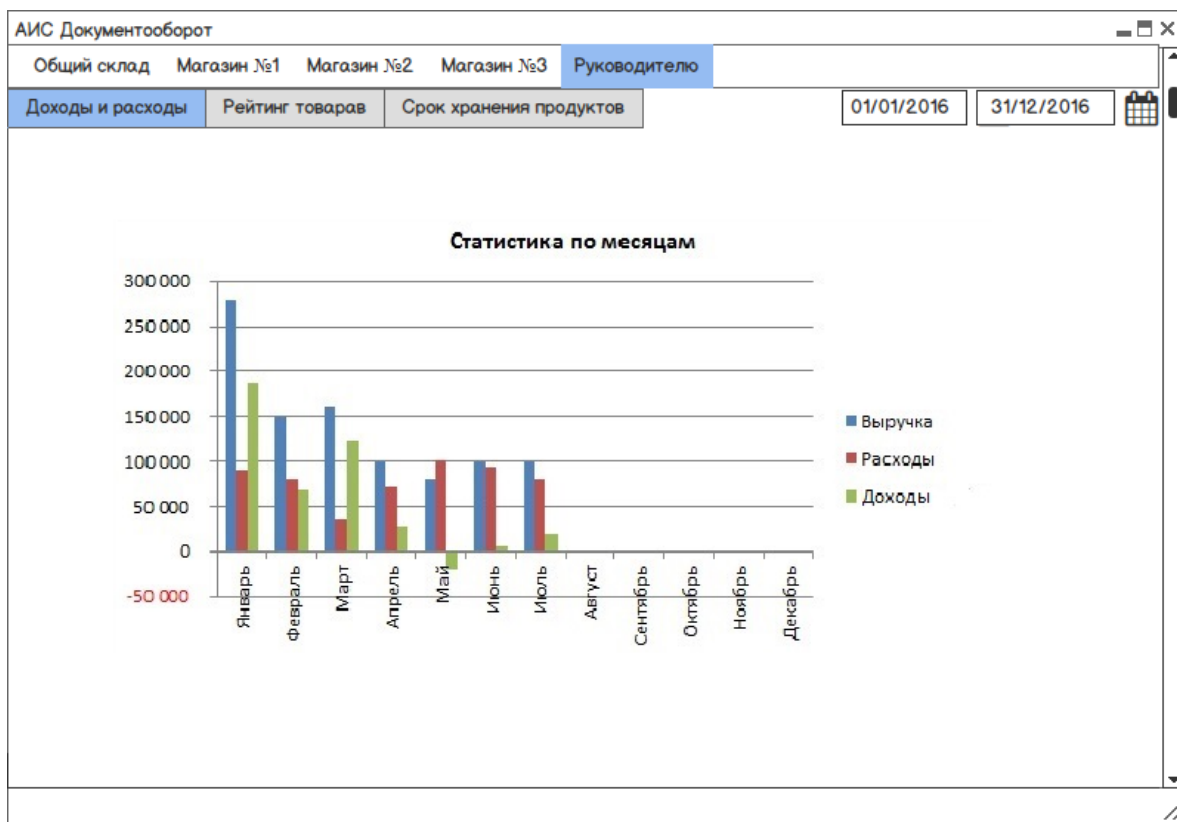 АИС Документооборот
Общий склад Магазин №1 Магазин №2 Магазин №3 Руководителю
Доходы и расходы Рейтинг товарав Срок хранения продуктов 01/01/2016 31/12/2016
Статистика по месяцам
300 000
250 000
200 000
150 000
100 000
50 000
0
-50 000
Январь Февраль Март Апрель Май Июнь Июль Август Сентябрь Октябрь Ноябрь Декабрь
Выручка
Расходы
Доходы